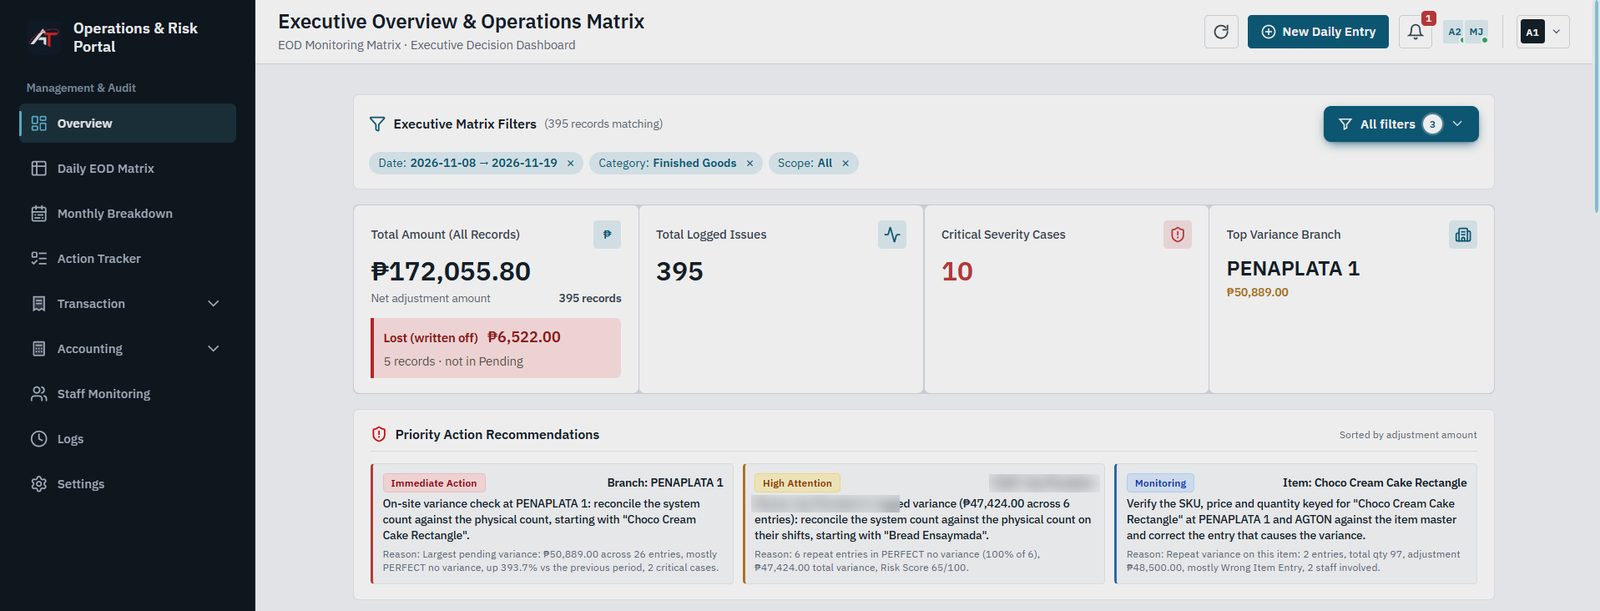 AT
Operations & Risk
Portal
Management & Audit
Overview
Daily EOD Matrix
Monthly Breakdown
Action Tracker
Transaction
Accounting
Staff Monitoring
Logs
Settings
Executive Overview & Operations Matrix
EOD Monitoring Matrix · Executive Decision Dashboard
New Daily Entry
1
A2 MJ
A1
Executive Matrix Filters (395 records matching)
All filters 3
Date: 2026-11-08 → 2026-11-19 ×
Category: Finished Goods ×
Scope: All ×
Total Amount (All Records)
₱
₱172,055.80
Net adjustment amount 395 records
Lost (written off) ₱6,522.00
5 records · not in Pending
Total Logged Issues
395
Critical Severity Cases
10
Top Variance Branch
PENAPLATA 1
₱50,889.00
Priority Action Recommendations
Sorted by adjustment amount
Immediate Action Branch: PENAPLATA 1
On-site variance check at PENAPLATA 1: reconcile the system
count against the physical count, starting with "Choco Cream
Cake Rectangle".
Reason: Largest pending variance: ₱50,889.00 across 26 entries, mostly
PERFECT no variance, up 393.7% vs the previous period, 2 critical cases.
High Attention
ed variance (₱47,424.00 across 6
entries): reconcile the system count against the physical count on
their shifts, starting with "Bread Ensaymada".
Reason: 6 repeat entries in PERFECT no variance (100% of 6),
₱47,424.00 total variance, Risk Score 65/100.
Monitoring Item: Choco Cream Cake Rectangle
Verify the SKU, price and quantity keyed for "Choco Cream Cake
Rectangle" at PENAPLATA 1 and AGTON against the item master
and correct the entry that causes the variance.
Reason: Repeat variance on this item: 2 entries, total qty 97, adjustment
₱48,500.00, mostly Wrong Item Entry, 2 staff involved.